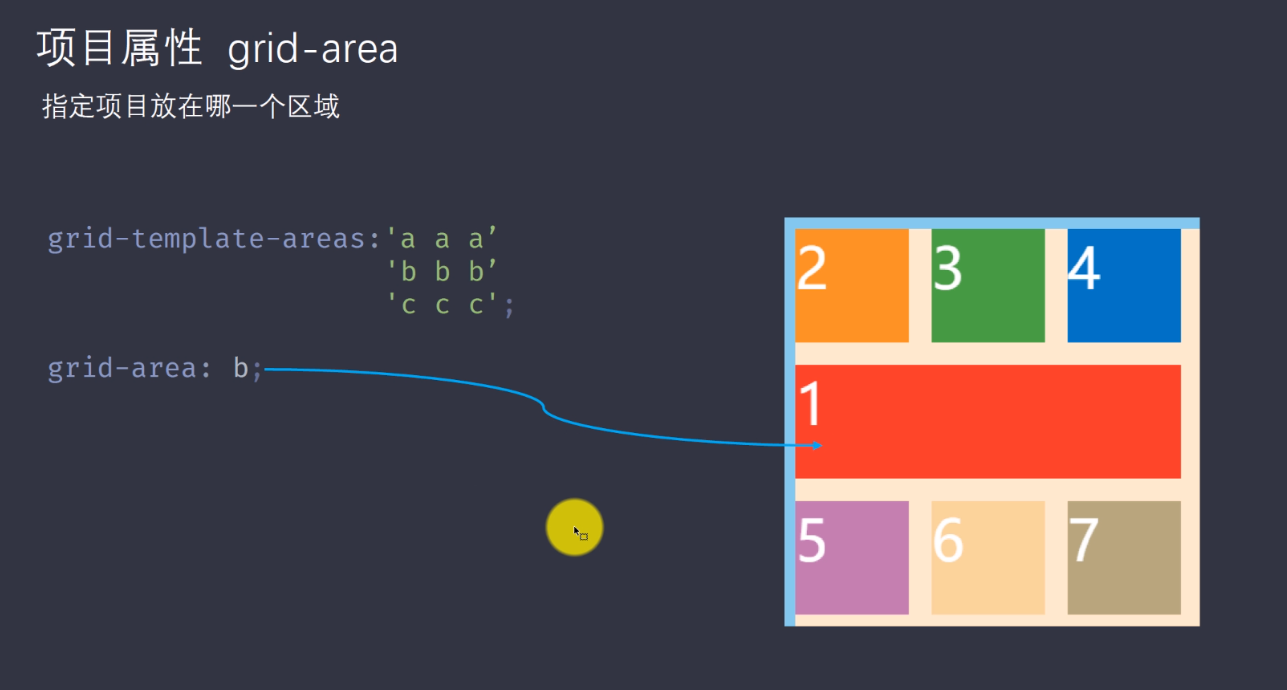 项目属性 grid-area
指定项目放在哪一个区域
grid-template-areas:'a a a’
'b b b’
'c c c';
grid-area: b;
2 3 4
1
5 6 7